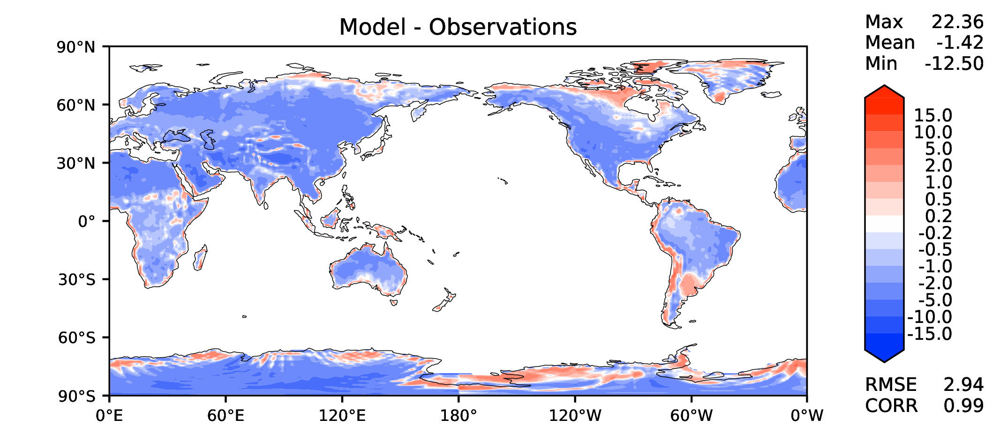 Model - Observations
Max 22.36
Mean -1.42
Min -12.50
90°N
60°N
30°N
0°
30°S
60°S
90°S
0°E 60°E 120°E 180° 120°W 60°W 0°W
15.0
10.0
5.0
2.0
1.0
0.5
0.2
-0.2
-0.5
-1.0
-2.0
-5.0
-10.0
-15.0
RMSE 2.94
CORR 0.99